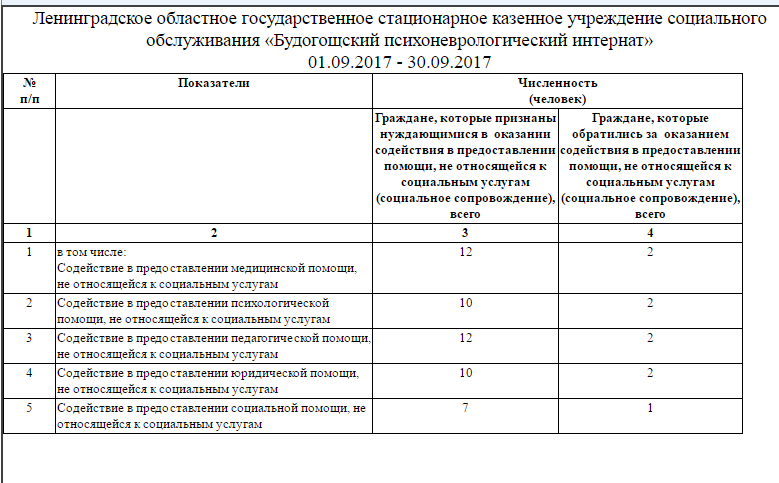 Ленинградское областное государственное стационарное казенное учреждение социального
обслуживания «Будогощский психоневрологический интернат»
01.09.2017 - 30.09.2017
№
п/п
Показатели
Численность
(человек)
Граждане, которые признаны
нуждающимися в оказании
содействия в предоставлении
помощи, не относящейся к
социальным услугам
(социальное сопровождение),
всего
Граждане, которые
обратились за оказанием
содействия в предоставлении
помощи, не относящейся к
социальным услугам
(социальное сопровождение),
всего
1 2 3 4
1 в том числе: 12 2
Содействие в предоставлении медицинской помощи,
не относящейся к социальным услугам
2 Содействие в предоставлении психологической 10 2
помощи, не относящейся к социальным услугам
3 Содействие в предоставлении педагогической помощи, 12 2
не относящейся к социальным услугам
4 Содействие в предоставлении юридической помощи, 10 2
не относящейся к социальным услугам
5 Содействие в предоставлении социальной помощи, не 7 1
относящейся к социальным услугам